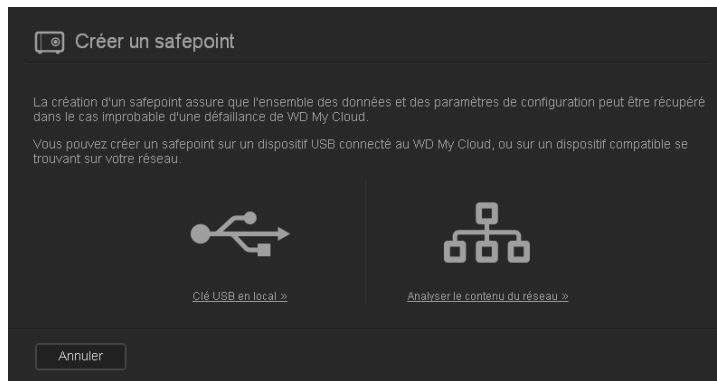 Créer un safepoint
La création d'un safepoint assure que l'ensemble des données et des paramètres de configuration peut être récupéré
dans le cas improbable d'une défaillance de WD My Cloud.
Vous pouvez créer un safepoint sur un dispositif USB connecté au WD My Cloud, ou sur un dispositif compatible se
trouvant sur votre réseau.
Clé USB en local »
Analyser le contenu du réseau »
Annuler